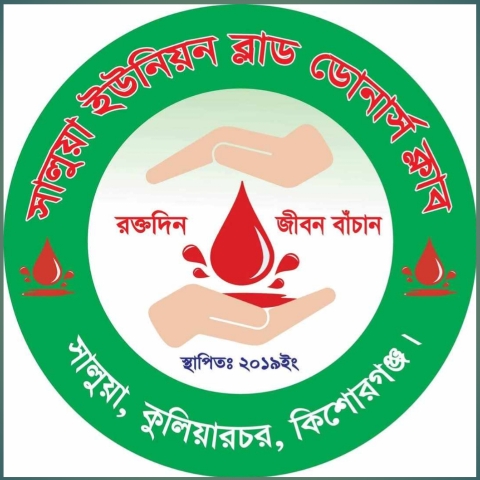 সালুয়া ইউনিয়ন ব্লাড ডোনার্স ক্লাব
রক্তদিন জীবন বাঁচান
স্থাপিতঃ ২০১৯ইং
সালুয়া, কুলিয়ারচর, কিশোরগঞ্জ।